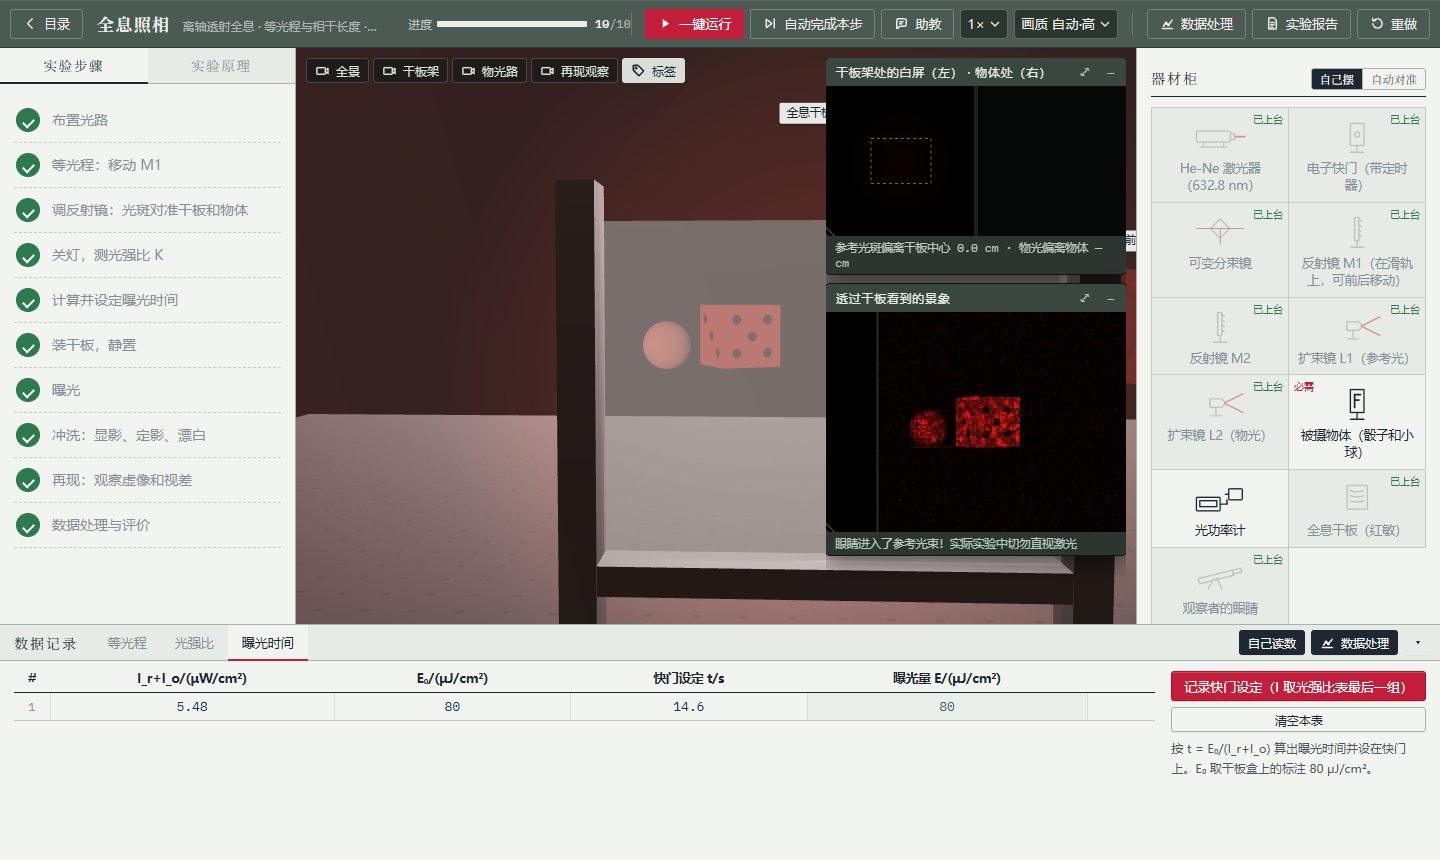 目录
全息照相
离轴透射全息 · 等光程与相干长度 ·…
进度
10/10
一键运行
自动完成本步
助教
1×
画质 自动·高
数据处理
实验报告
重做
实验步骤
实验原理
布置光路
等光程：移动 M1
调反射镜：光斑对准干板和物体
关灯，测光强比 K
计算并设定曝光时间
装干板，静置
曝光
冲洗：显影、定影、漂白
再现：观察虚像和视差
数据处理与评价
全景
干板架
物光路
再现观察
标签
全息干
前
干板架处的白屏（左）· 物体处（右）
参考光斑偏离干板中心 0.0 cm · 物光偏离物体 —
cm
透过干板看到的景象
眼睛进入了参考光束！实际实验中切勿直视激光
器材柜
自己摆
自动对准
已上台
He-Ne 激光器
(632.8 nm)
已上台
电子快门（带定时
器）
已上台
可变分束镜
已上台
反射镜 M1（在滑轨
上，可前后移动）
已上台
反射镜 M2
已上台
扩束镜 L1（参考光）
已上台
扩束镜 L2（物光）
必需
F
被摄物体（骰子和小
球）
光功率计
已上台
全息干板（红敏）
已上台
观察者的眼睛
数据记录
等光程
光强比
曝光时间
自己读数
数据处理
# I_r+I_o/(μW/cm²) E₀/(μJ/cm²) 快门设定 t/s 曝光量 E/(μJ/cm²)
1 5.48 80 14.6 80
记录快门设定（I 取光强比表最后一组）
清空本表
按 t = E₀/(I_r+I_o) 算出曝光时间并设在快门
上。E₀ 取干板盒上的标注 80 μJ/cm²。